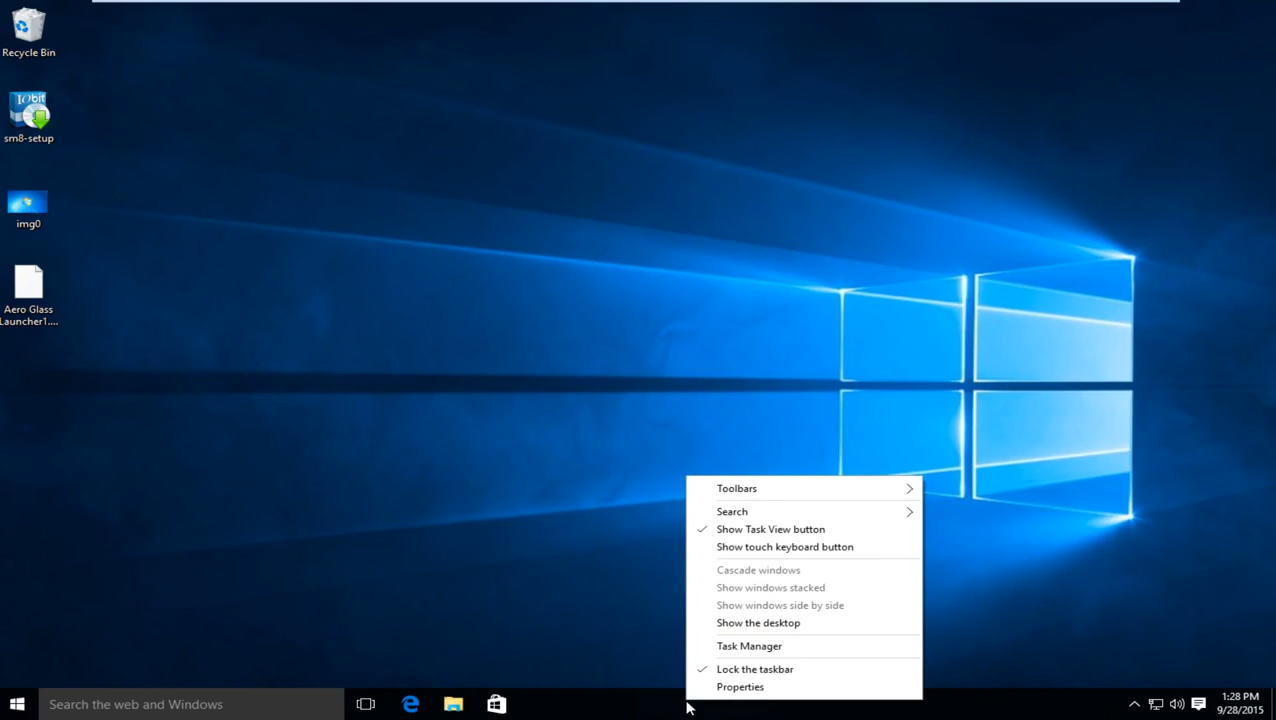 Recycle Bin
IObit
sm8-setup
img0
Aero Glass
Launcher1....
Toolbars
Search
Show Task View button
Show touch keyboard button
Cascade windows
Show windows stacked
Show windows side by side
Show the desktop
Task Manager
Lock the taskbar
Properties
Search the web and Windows
1:28 PM
9/28/2015